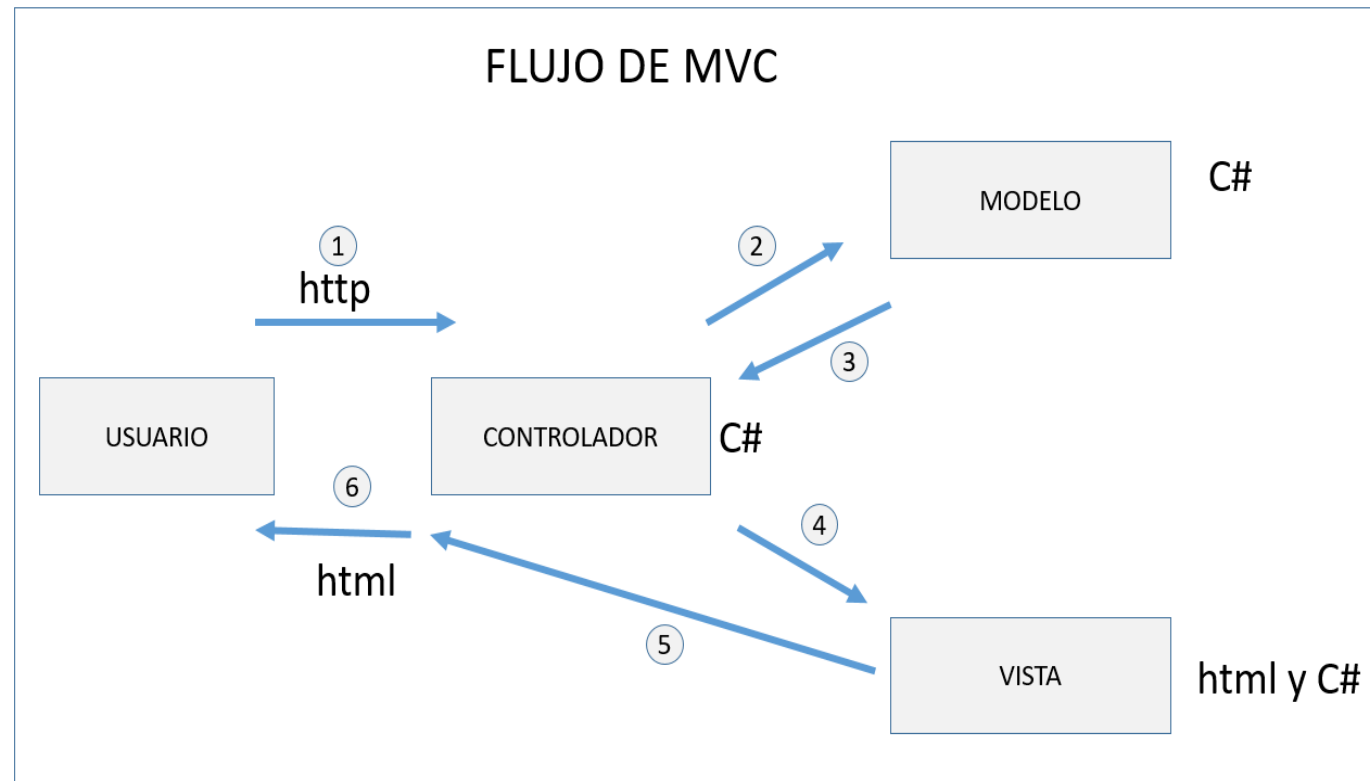 FLUJO DE MVC
MODELO
C#
1
http
2
3
USUARIO
CONTROLADOR
C#
6
html
4
5
VISTA
html y C#